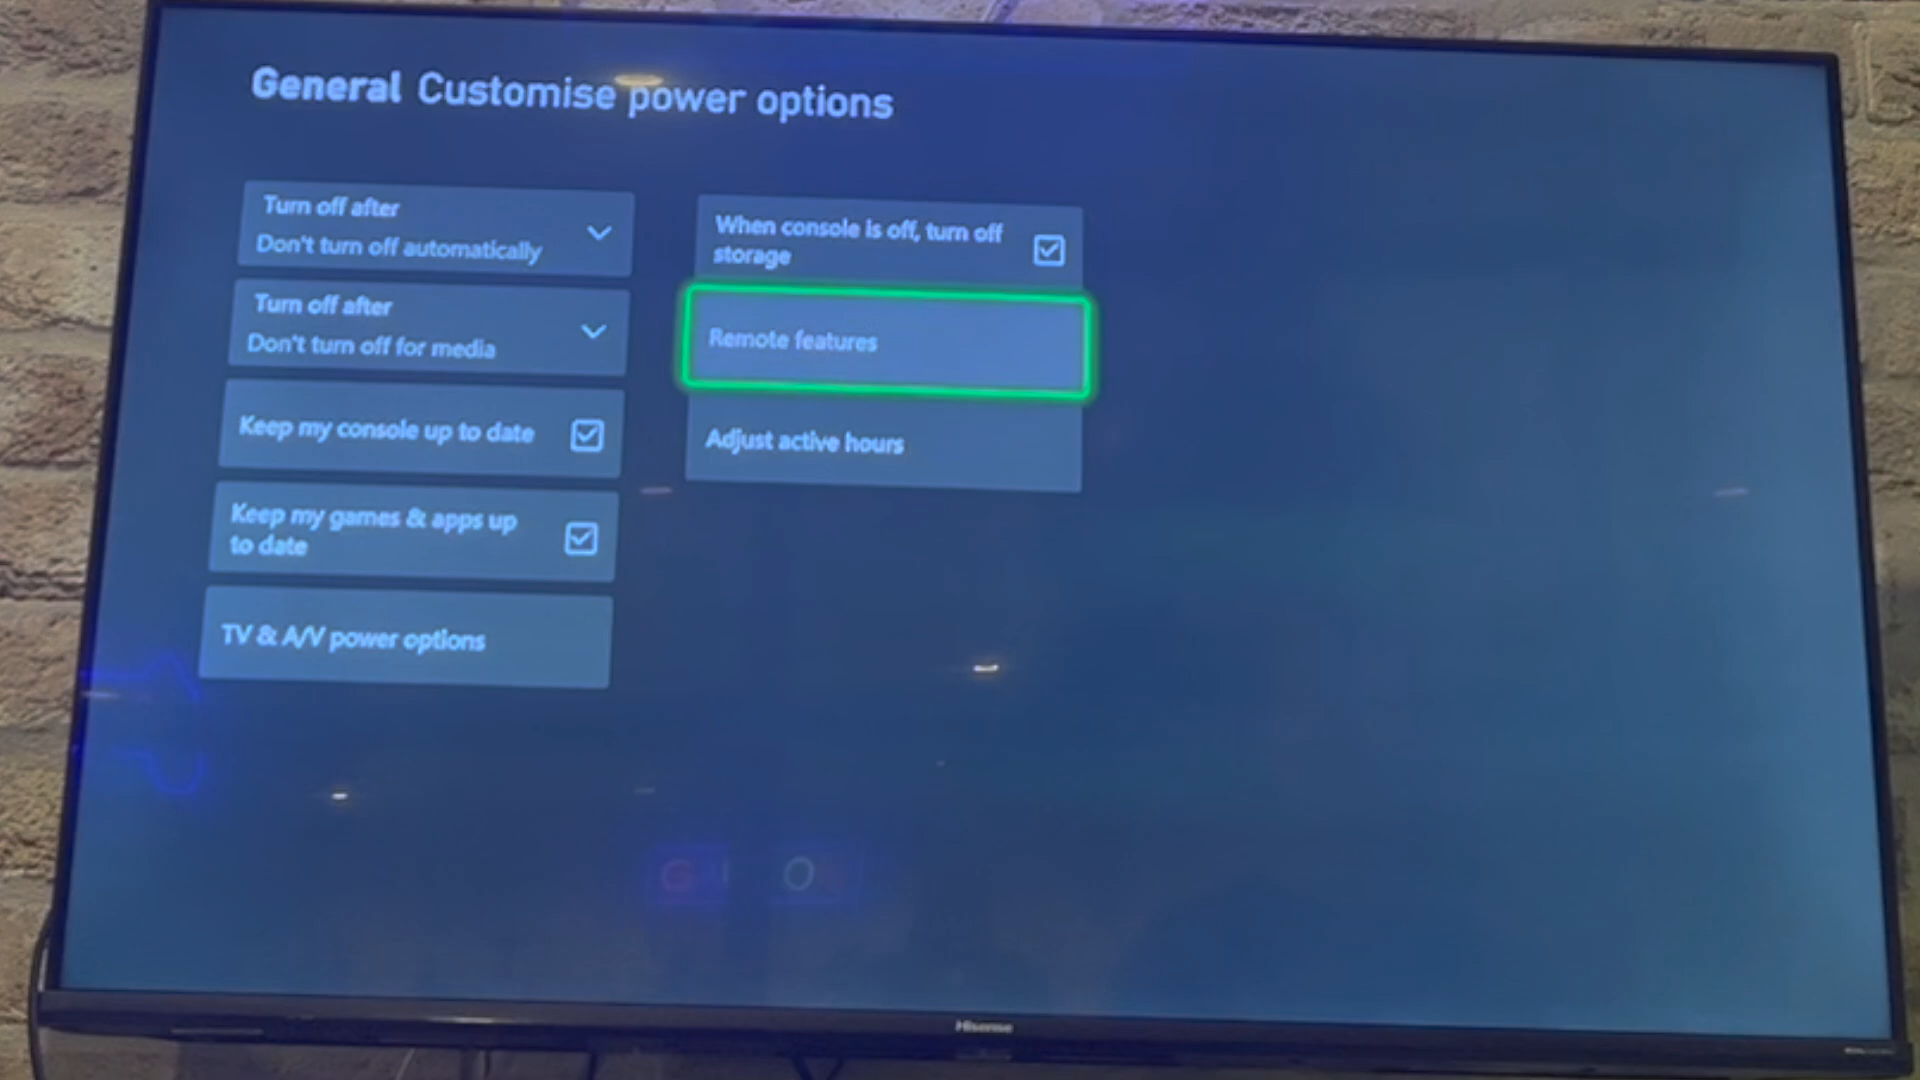 General Customise power options
Turn off after
Don't turn off automatically
Turn off after
Don't turn off for media
Keep my console up to date
Keep my games & apps up
to date
TV & A/V power options
When console is off, turn off
storage
Remote features
Adjust active hours
Hisense